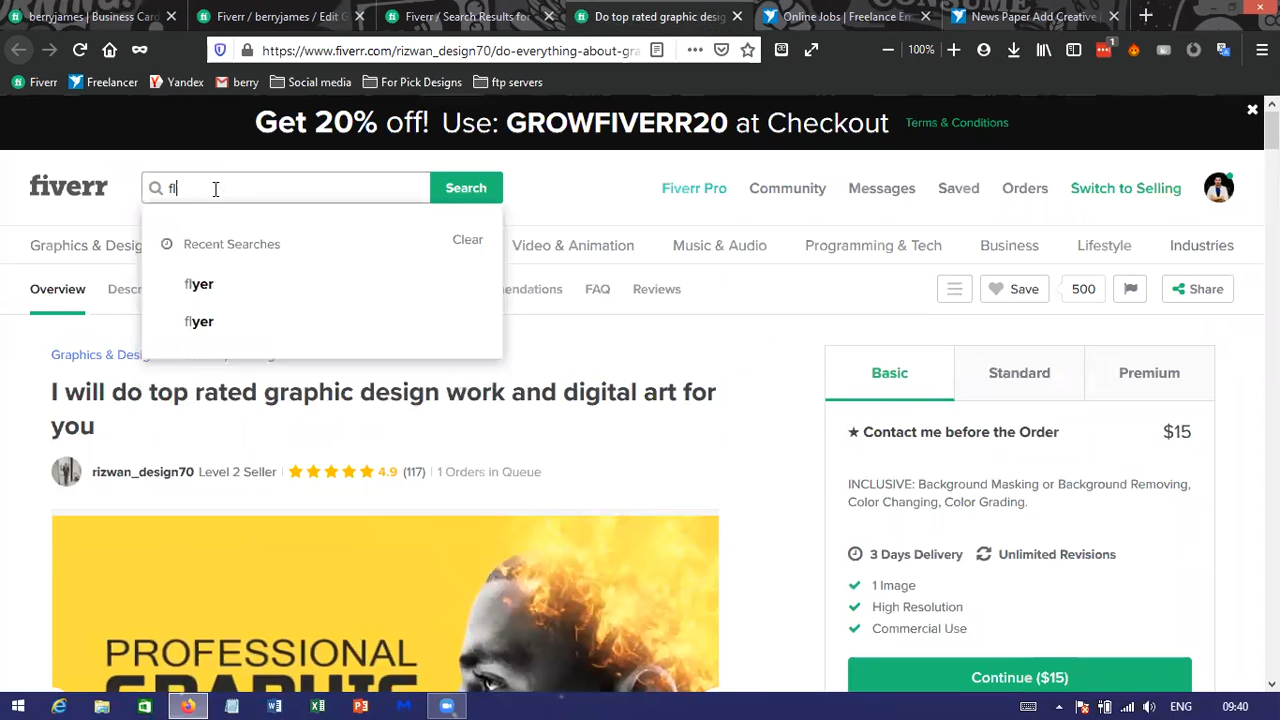 berryjames | Business Card
Fiverr / berryjames / Edit G
Fiverr / Search Results for
Do top rated graphic desig
Online Jobs | Freelance Em
News Paper Add Creative
https://www.fiverr.com/rizwan_design70/do-everything-about-gra
100%
1
Fiverr
Freelancer
Yandex
berry
Social media
For Pick Designs
ftp servers
Get 20% off! Use: GROWFIVERR20 at Checkout
Terms & Conditions
fiverr
fl
Search
Fiverr Pro
Community
Messages
Saved
Orders
Switch to Selling
Recent Searches
Clear
flyer
flyer
Graphics & Desig
Video & Animation
Music & Audio
Programming & Tech
Business
Lifestyle
Industries
Overview
Descr
endations
FAQ
Reviews
Save
500
Share
Graphics & Desi
I will do top rated graphic design work and digital art for
you
rizwan_design70 Level 2 Seller
4.9 (117)
1 Orders in Queue
PROFESSIONAL
GRAPHIC
Basic
Standard
Premium
★ Contact me before the Order
$15
INCLUSIVE: Background Masking or Background Removing,
Color Changing, Color Grading.
3 Days Delivery
Unlimited Revisions
1 Image
High Resolution
Commercial Use
Continue ($15)
ENG
09:40